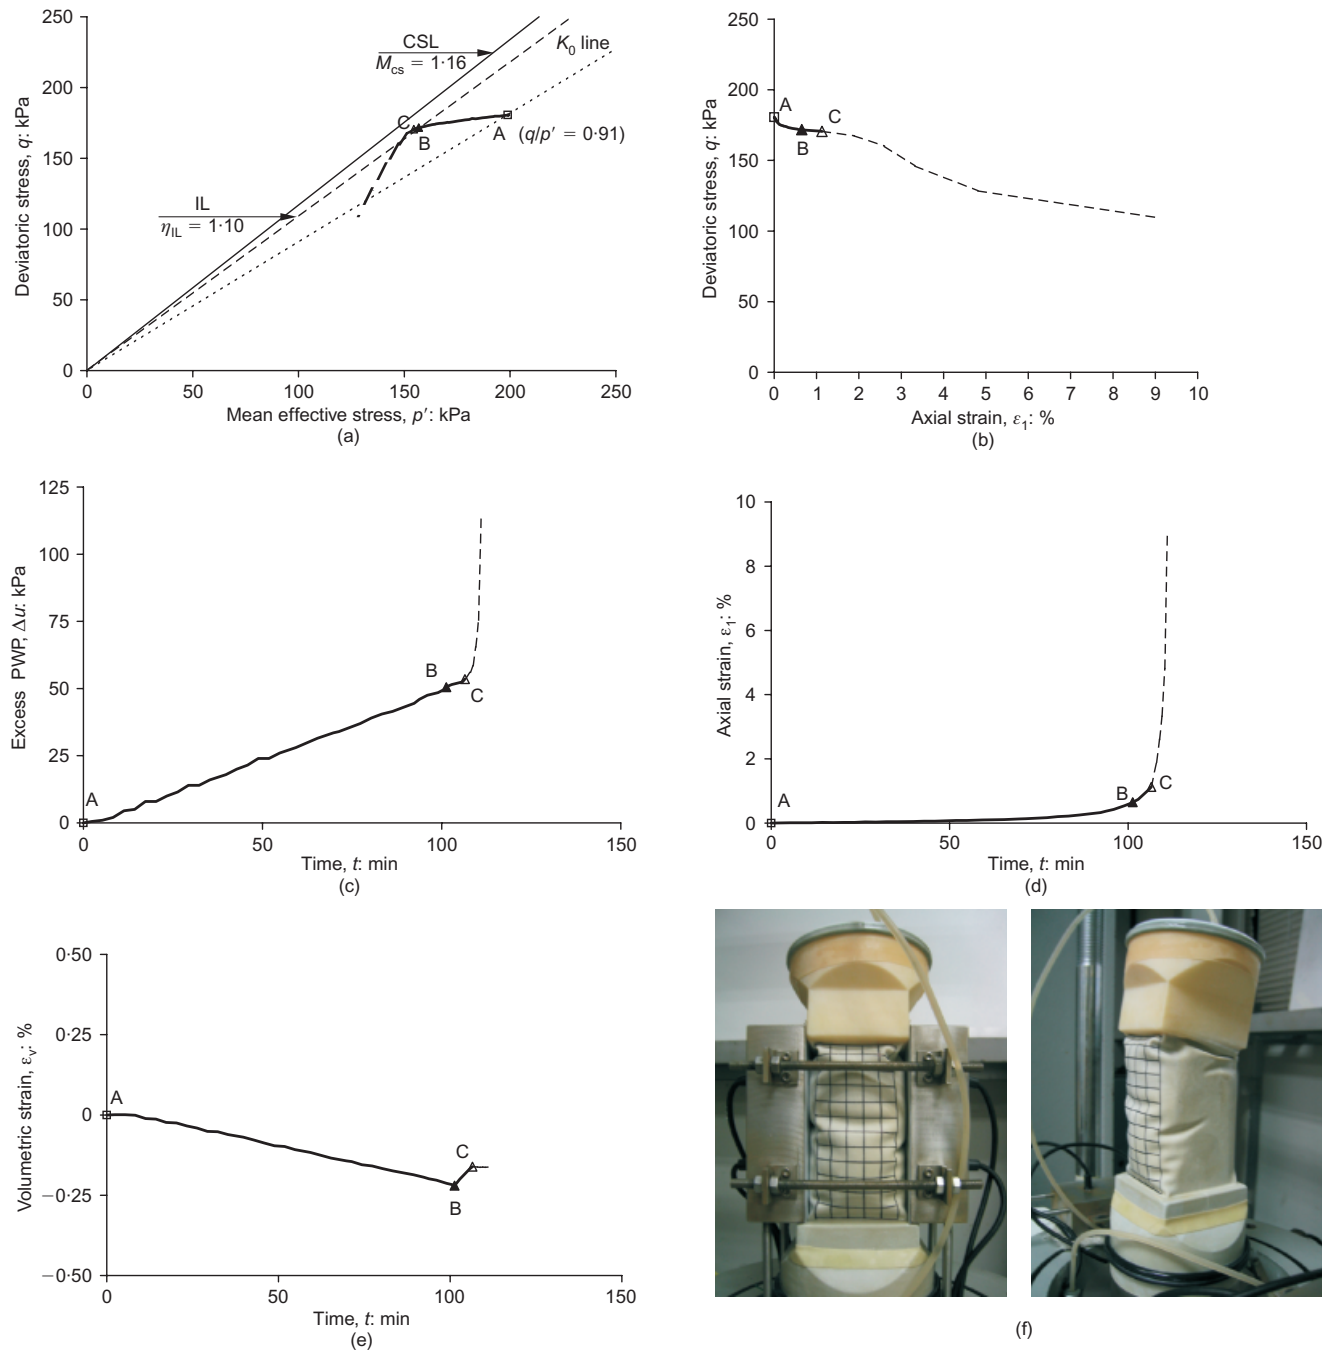 250
200
150
100
50
0
Deviatoric stress, q: kPa
CSL
M_cs = 1·16
K_0 line
C
B
A (q/p′ = 0·91)
IL
η_IL = 1·10
0 50 100 150 200 250
Mean effective stress, p′: kPa
(a)
250
200
150
100
50
0
Deviatoric stress, q: kPa
A
C
B
0 1 2 3 4 5 6 7 8 9 10
Axial strain, ε_1: %
(b)
125
100
75
50
25
0
Excess PWP, Δu: kPa
A
B
C
0 50 100 150
Time, t: min
(c)
10
8
6
4
2
0
Axial strain, ε_1: %
A
B
C
0 50 100 150
Time, t: min
(d)
0·50
0·25
0
−0·25
−0·50
Volumetric strain, ε_v: %
A
C
B
0 50 100 150
Time, t: min
(e)
(f)